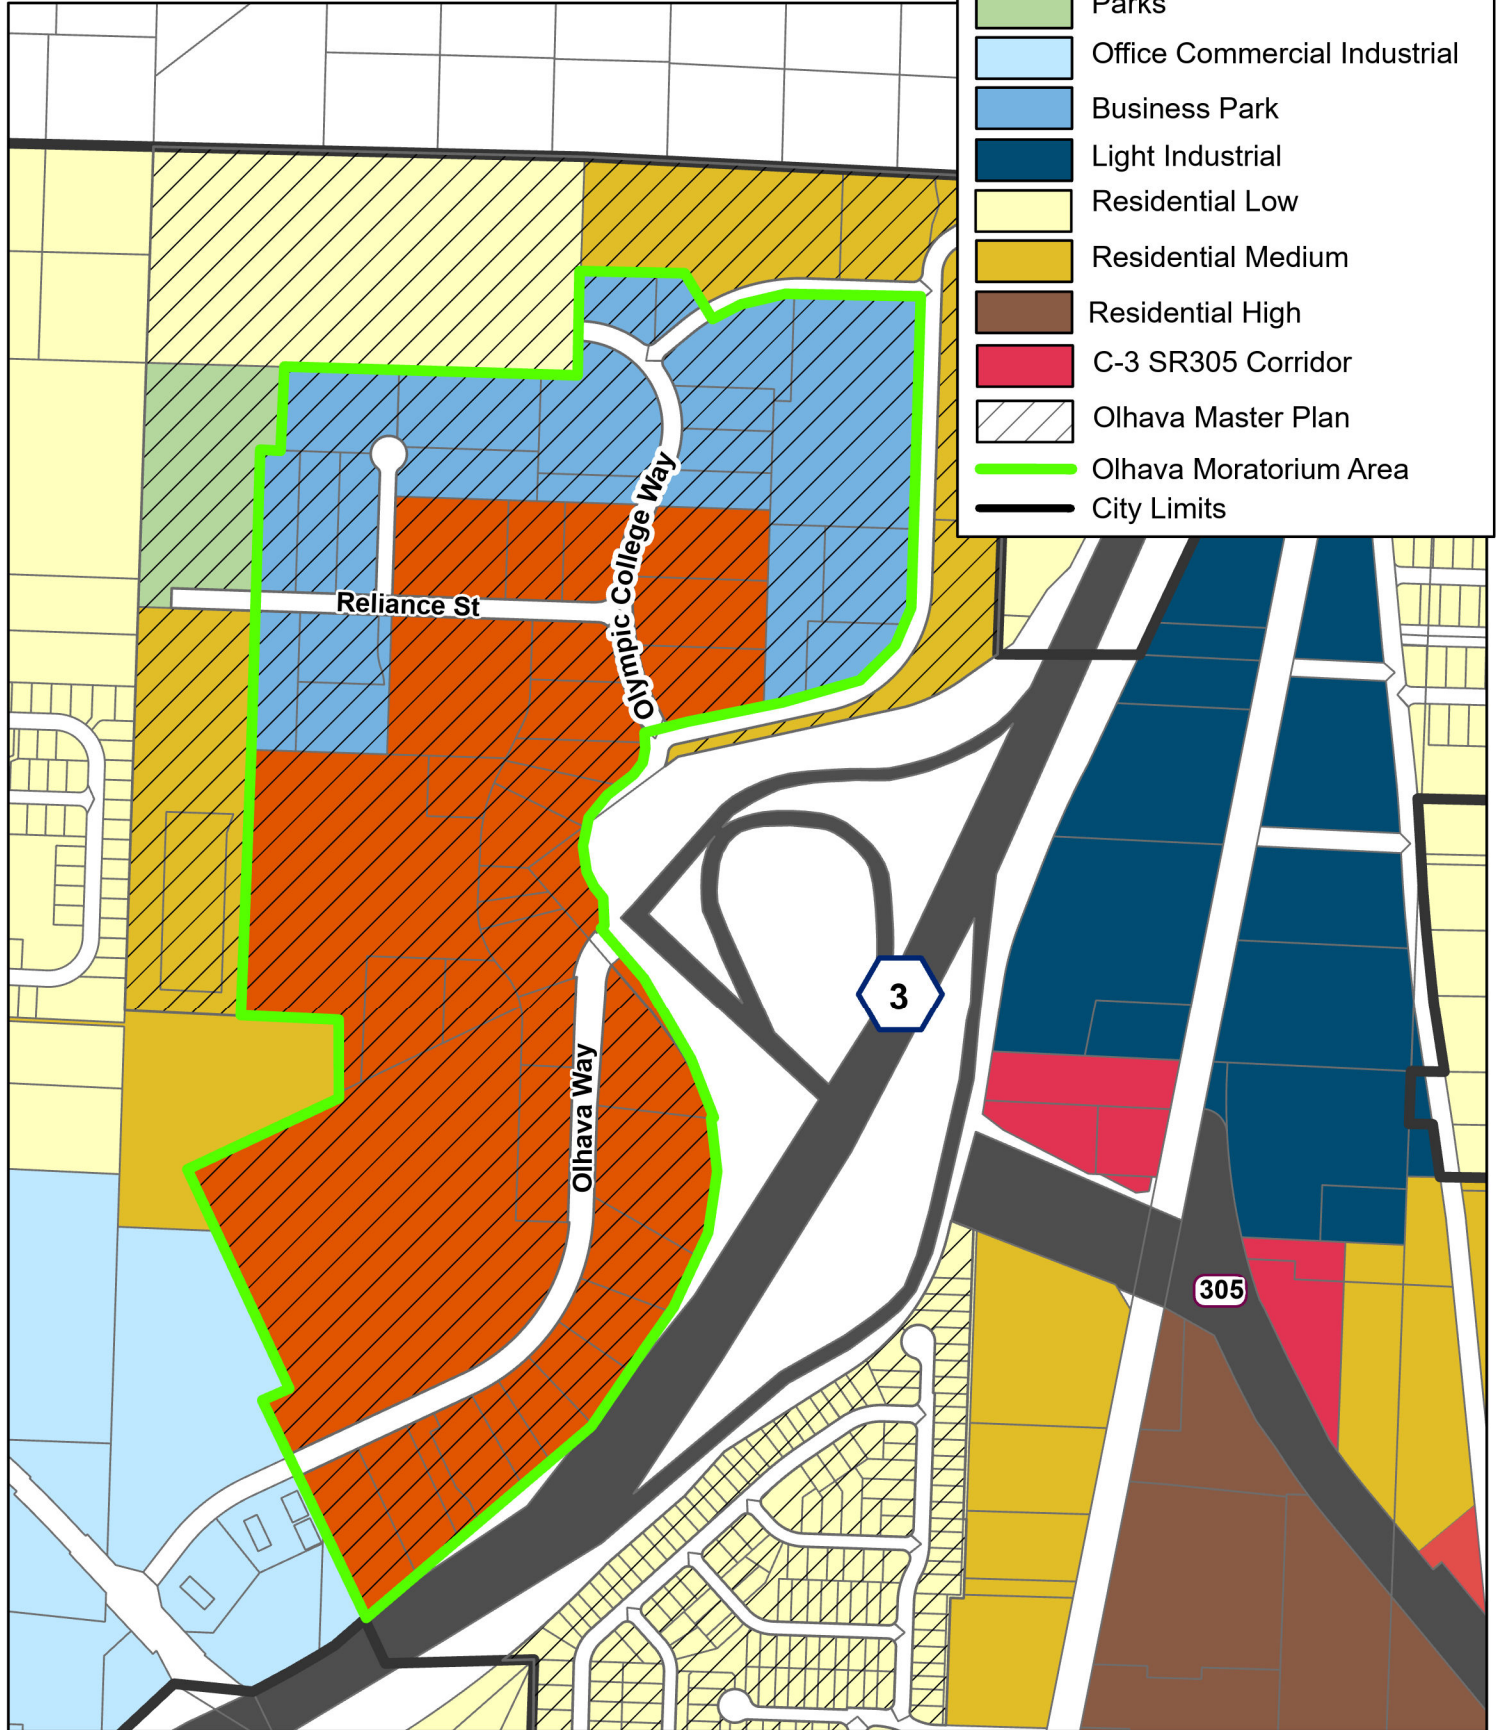 Parks
Office Commercial Industrial
Business Park
Light Industrial
Residential Low
Residential Medium
Residential High
C-3 SR305 Corridor
Olhava Master Plan
Olhava Moratorium Area
City Limits
Olympic College Way
Reliance St
3
Olhava Way
305